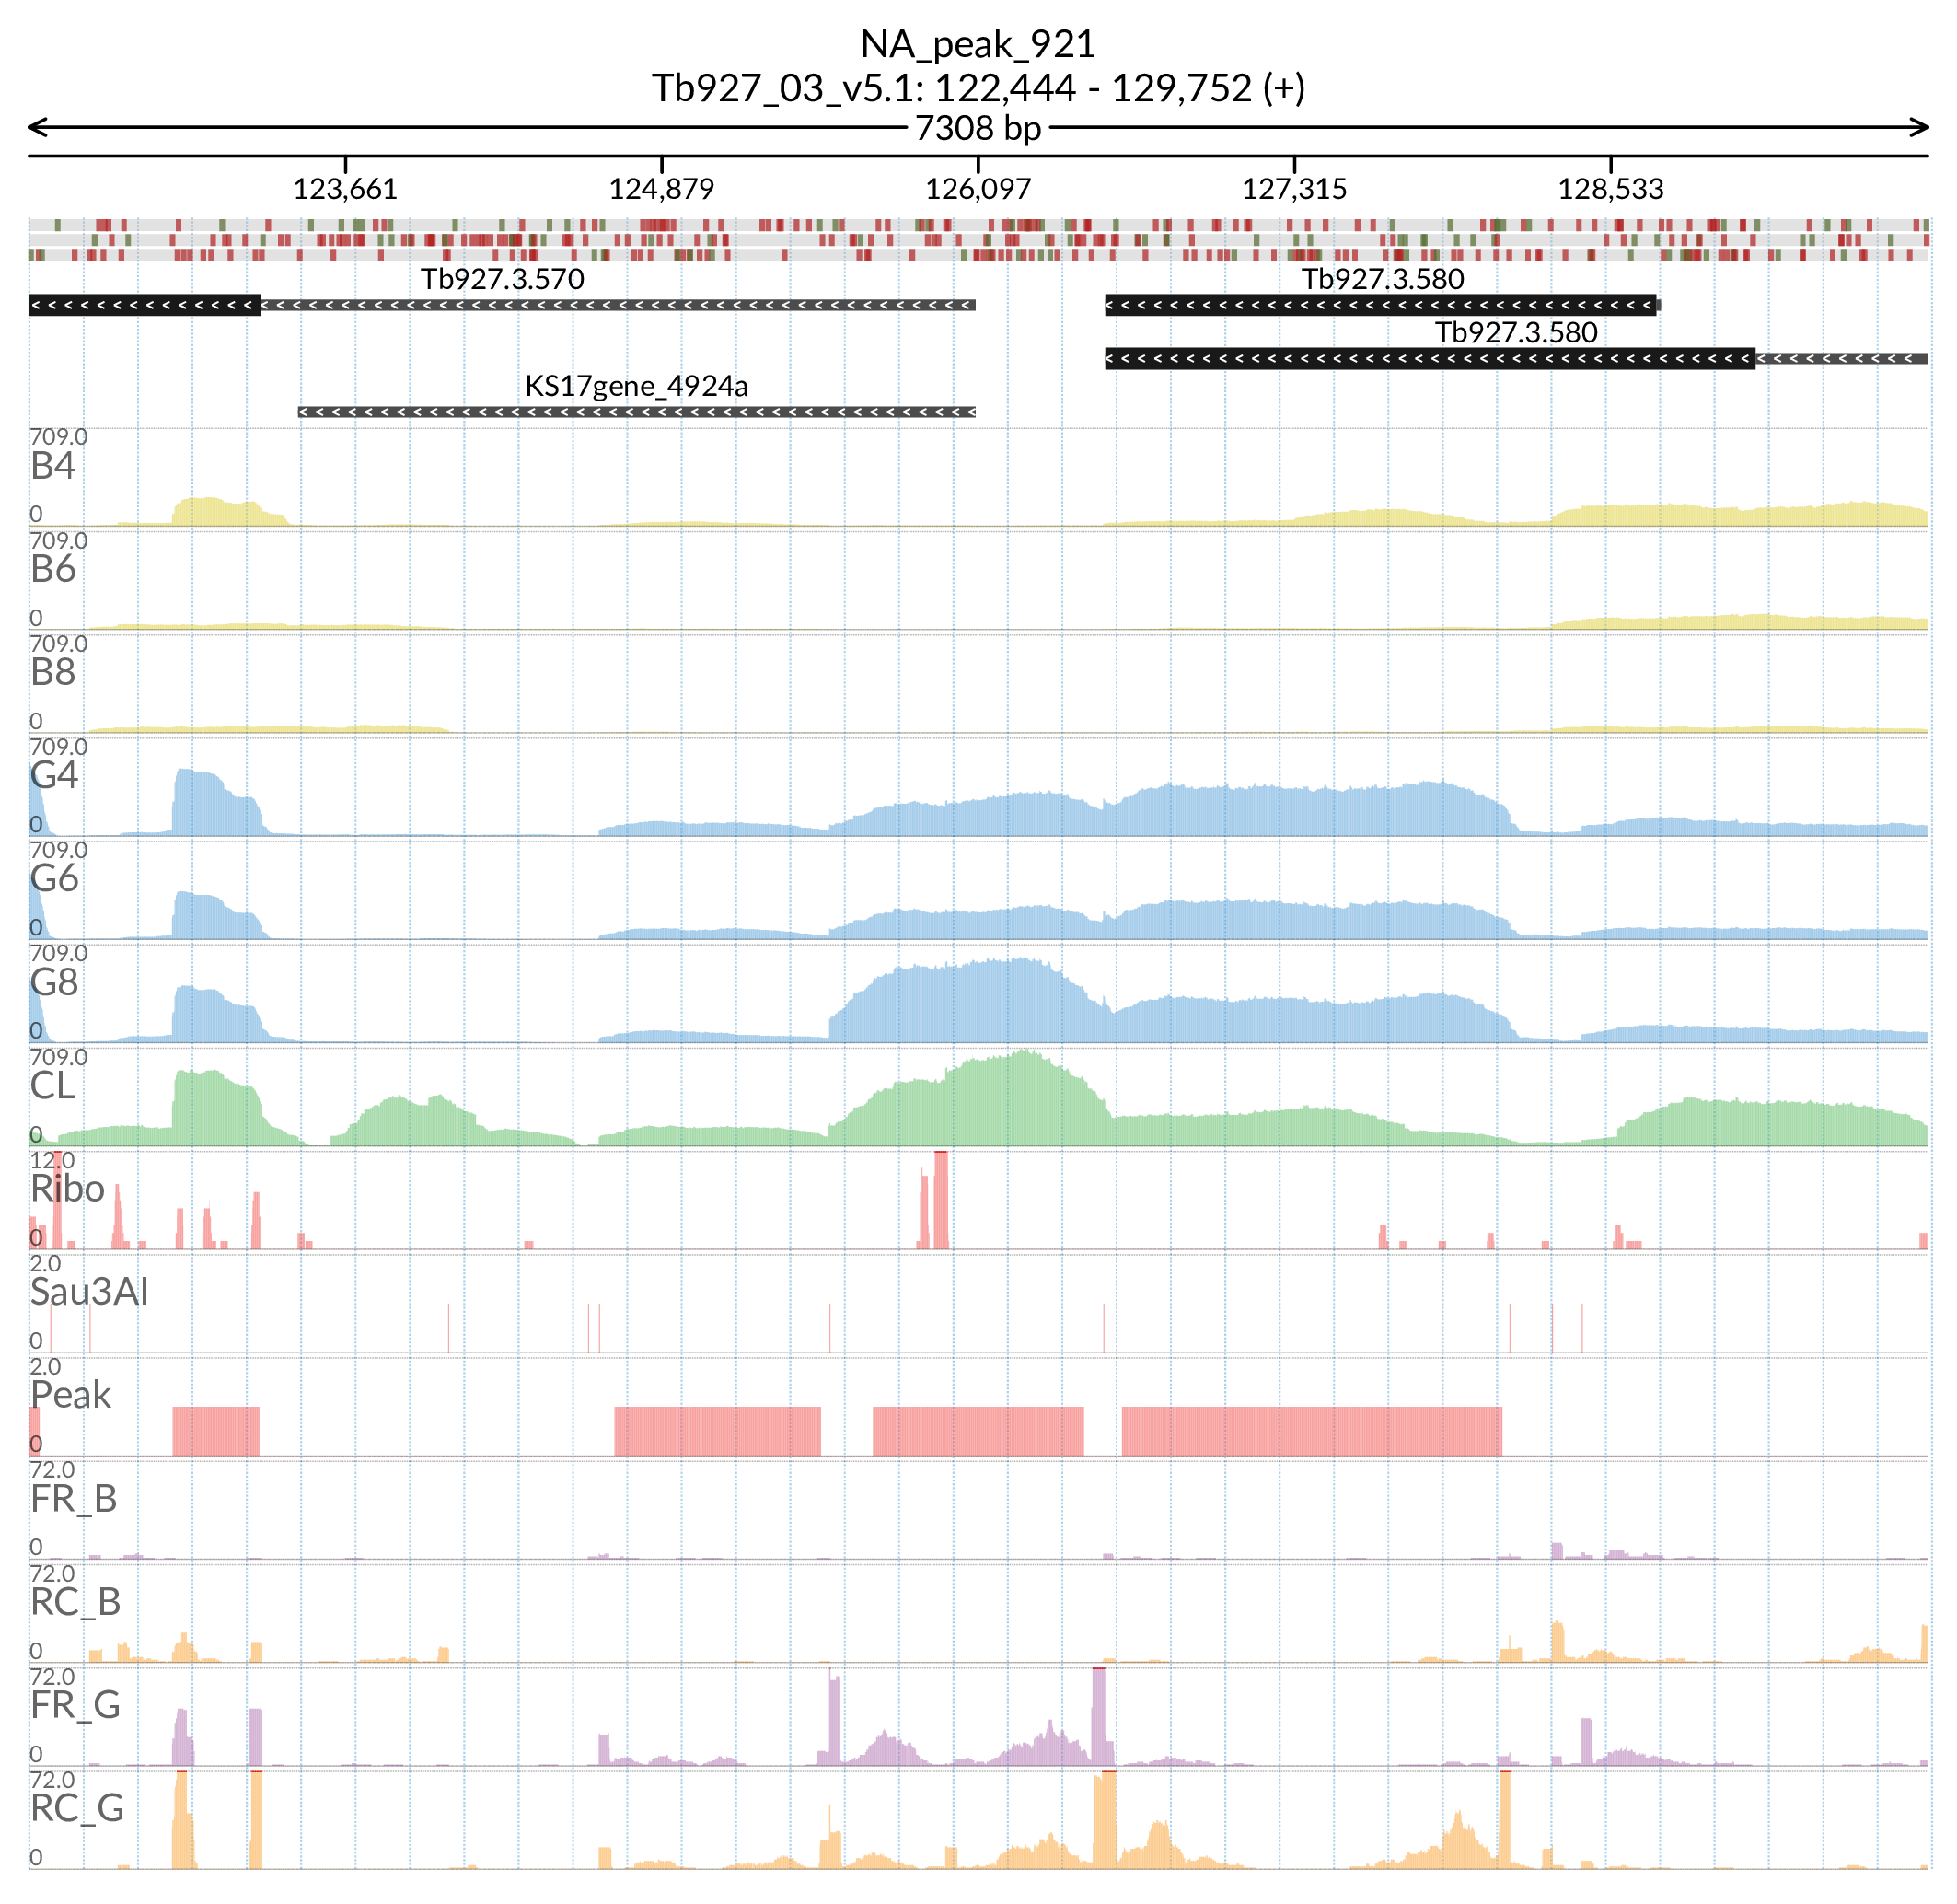 NA_peak_921
Tb927_03_v5.1: 122,444 - 129,752 (+)
7308 bp
123,661 124,879 126,097 127,315 128,533
Tb927.3.570 Tb927.3.580
Tb927.3.580
KS17gene_4924a
709.0
B4
0
709.0
B6
0
709.0
B8
0
709.0
G4
0
709.0
G6
0
709.0
G8
0
709.0
CL
0
12.0
Ribo
0
2.0
Sau3AI
0
2.0
Peak
0
72.0
FR_B
0
72.0
RC_B
0
72.0
FR_G
0
72.0
RC_G
0